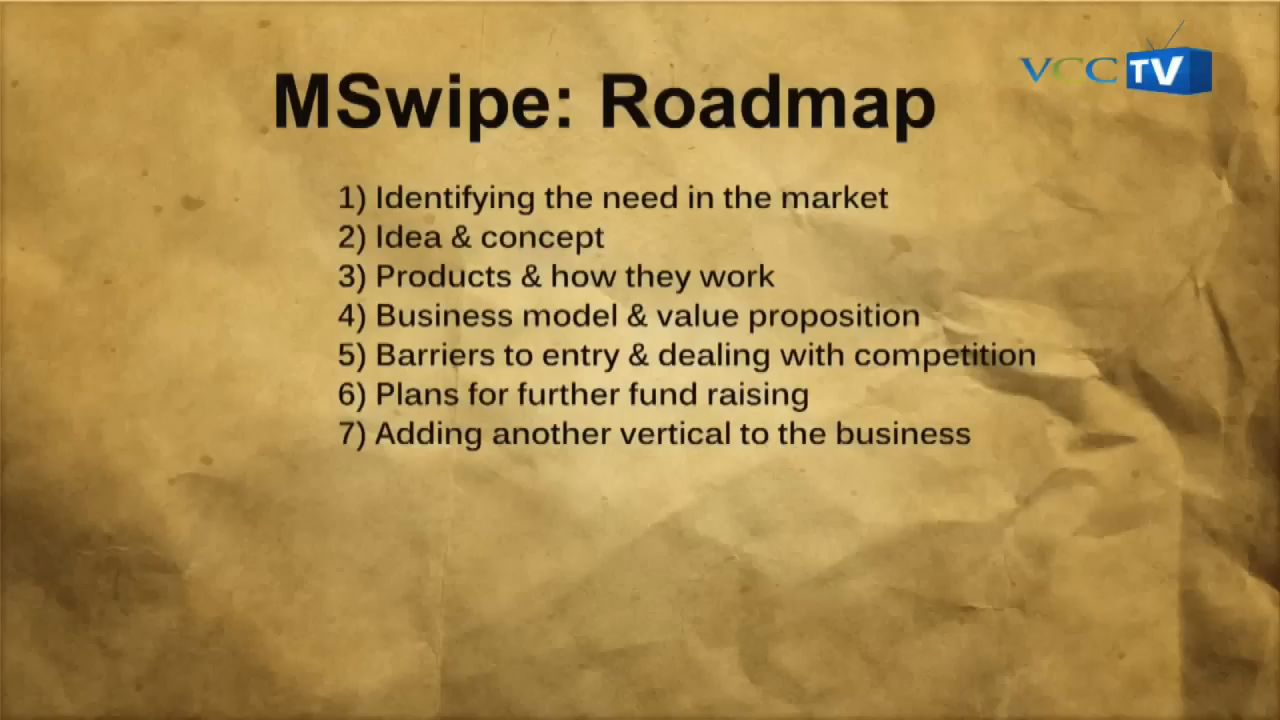 VCC TV
MSwipe: Roadmap
1) Identifying the need in the market
2) Idea & concept
3) Products & how they work
4) Business model & value proposition
5) Barriers to entry & dealing with competition
6) Plans for further fund raising
7) Adding another vertical to the business